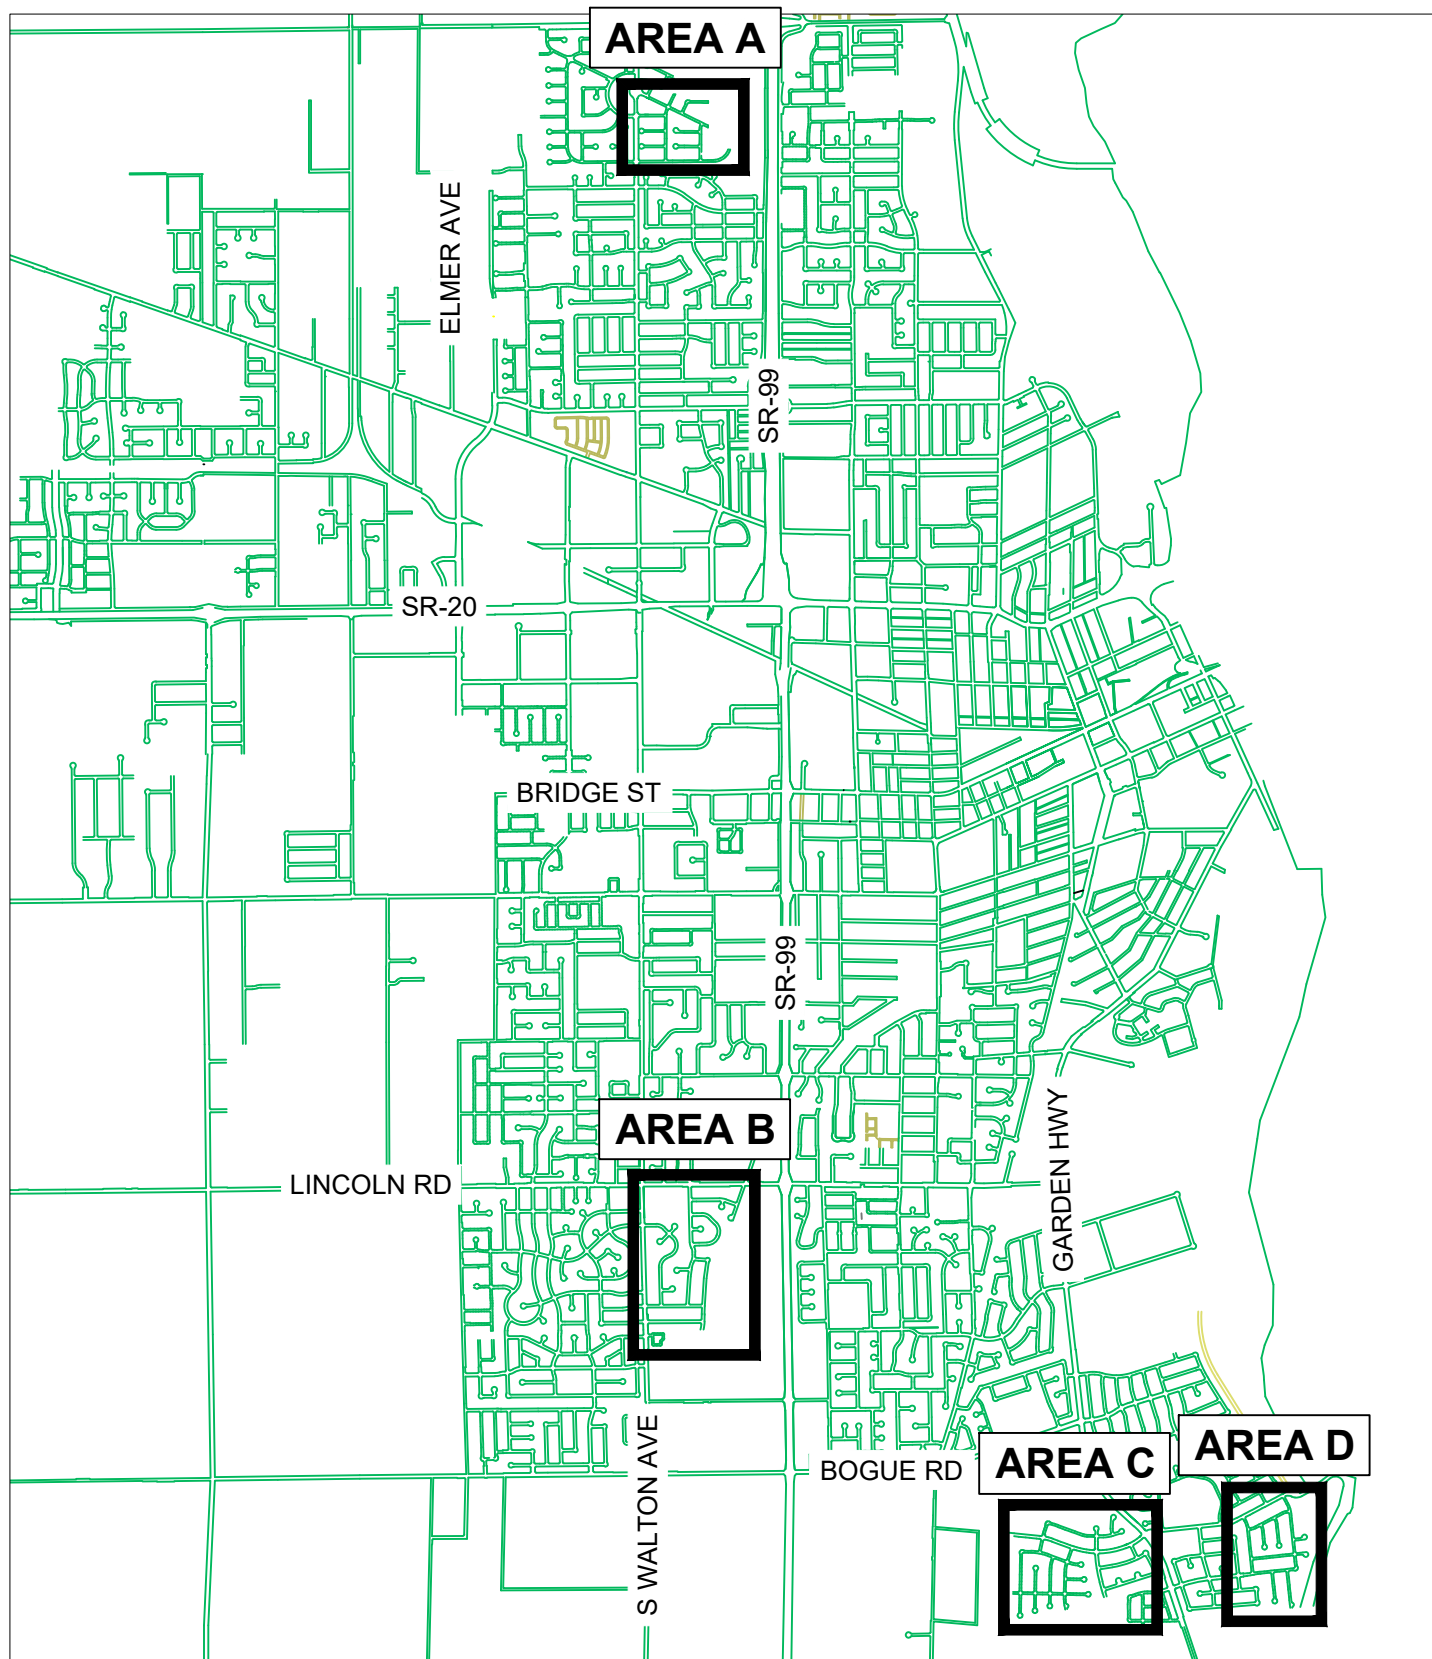 AREA A
ELMER AVE
SR-99
SR-20
BRIDGE ST
SR-99
AREA B
LINCOLN RD
GARDEN HWY
S WALTON AVE
BOGUE RD
AREA C
AREA D